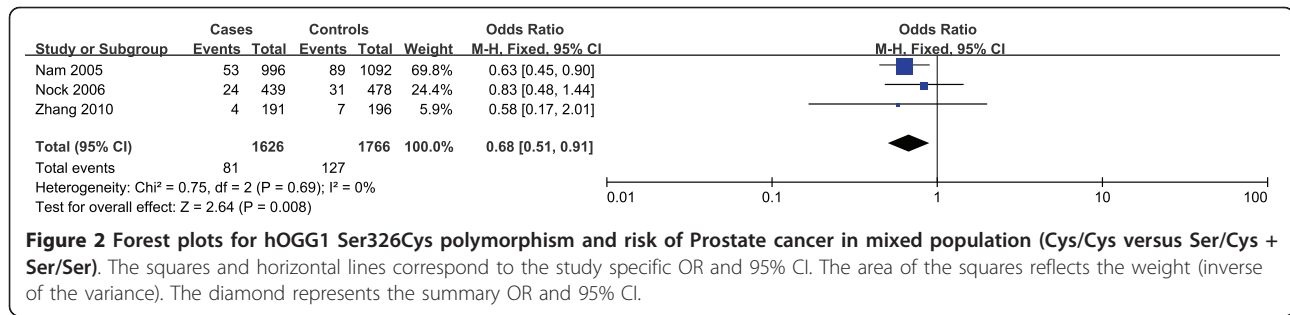 Cases Controls Odds Ratio Odds Ratio
Study or Subgroup Events Total Events Total Weight M-H, Fixed, 95% CI M-H, Fixed, 95% CI
Nam 2005 53 996 89 1092 69.8% 0.63 [0.45, 0.90]
Nock 2006 24 439 31 478 24.4% 0.83 [0.48, 1.44]
Zhang 2010 4 191 7 196 5.9% 0.58 [0.17, 2.01]
Total (95% CI) 1626 1766 100.0% 0.68 [0.51, 0.91]
Total events 81 127
Heterogeneity: Chi² = 0.75, df = 2 (P = 0.69); I² = 0%
Test for overall effect: Z = 2.64 (P = 0.008)
0.01 0.1 1 10 100
Figure 2 Forest plots for hOGG1 Ser326Cys polymorphism and risk of Prostate cancer in mixed population (Cys/Cys versus Ser/Cys +
Ser/Ser). The squares and horizontal lines correspond to the study specific OR and 95% CI. The area of the squares reflects the weight (inverse
of the variance). The diamond represents the summary OR and 95% CI.